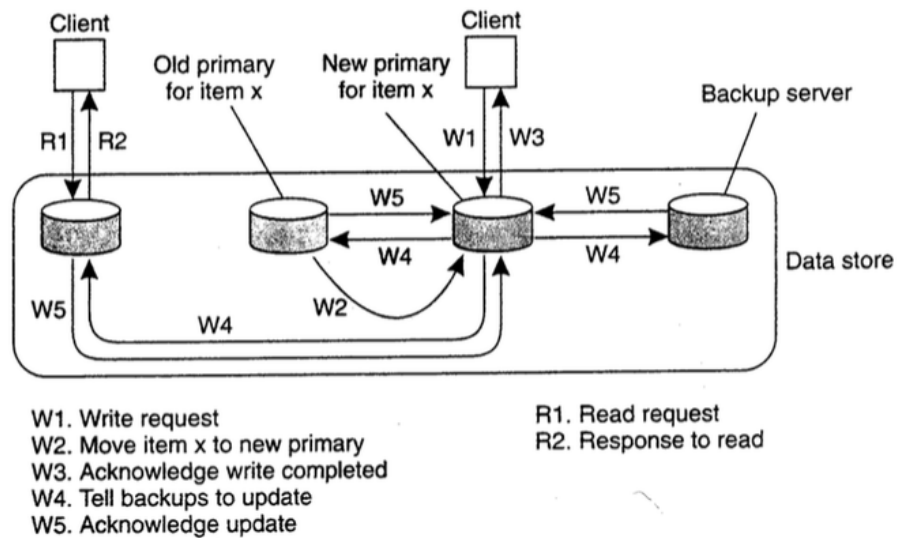 Client
Client
Old primary
for item x
New primary
for item x
Backup server
R1
R2
W1
W3
W5
W5
W4
W4
Data store
W5
W2
W4
W1. Write request
W2. Move item x to new primary
W3. Acknowledge write completed
W4. Tell backups to update
W5. Acknowledge update
R1. Read request
R2. Response to read